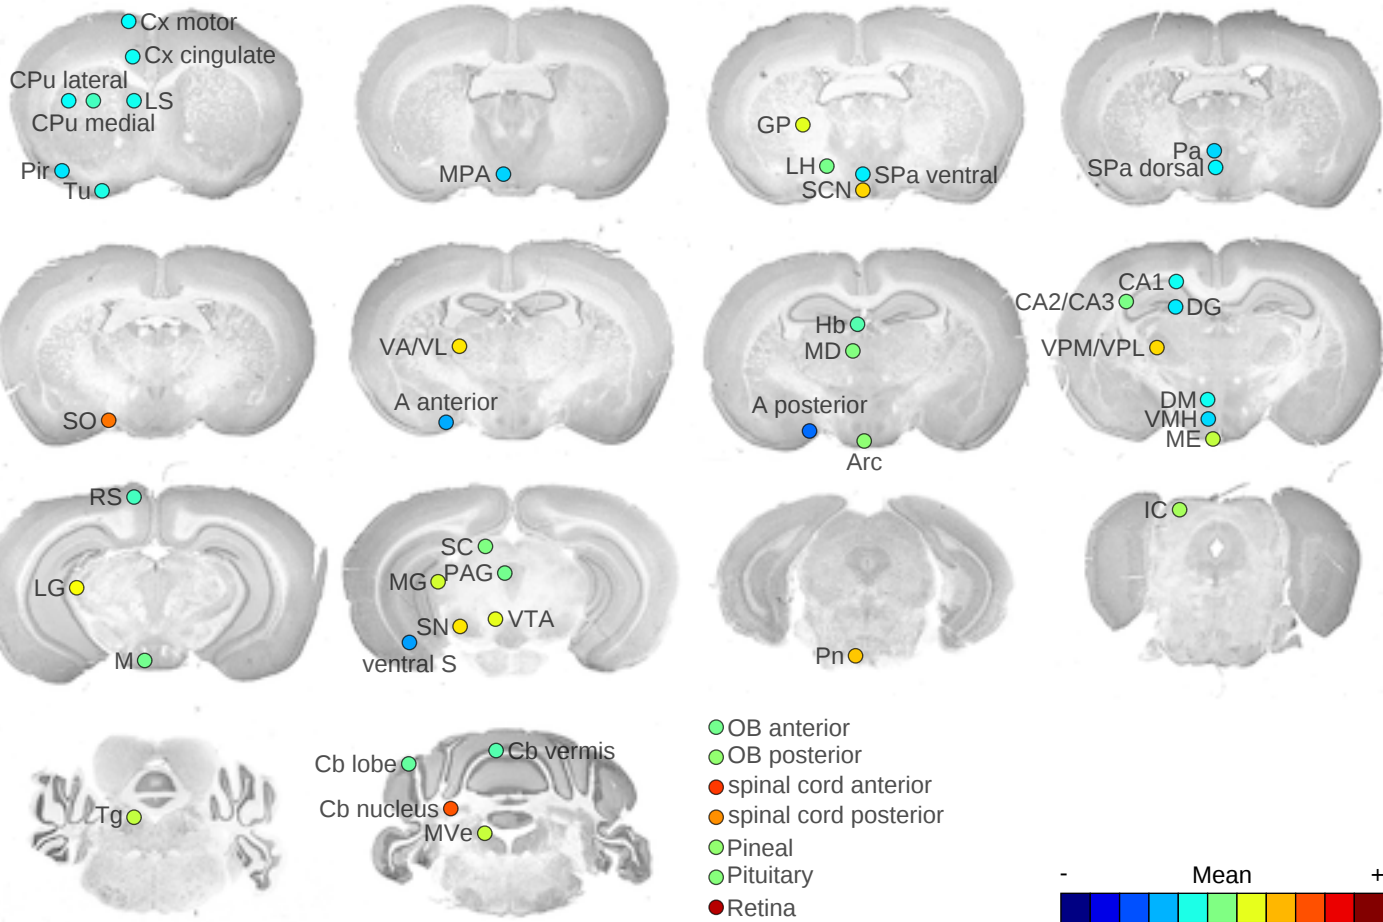 Cx motor
Cx cingulate
CPu lateral
LS
CPu medial
Pir
Tu
MPA
GP
LH
SPa ventral
SCN
Pa
SPa dorsal
SO
VA/VL
A anterior
Hb
MD
A posterior
Arc
CA1
CA2/CA3
DG
VPM/VPL
DM
VMH
ME
RS
LG
M
SC
PAG
MG
VTA
SN
ventral S
Pn
IC
Tg
Cb vermis
Cb lobe
Cb nucleus
MVe
OB anterior
OB posterior
spinal cord anterior
spinal cord posterior
Pineal
Pituitary
Retina
- Mean +